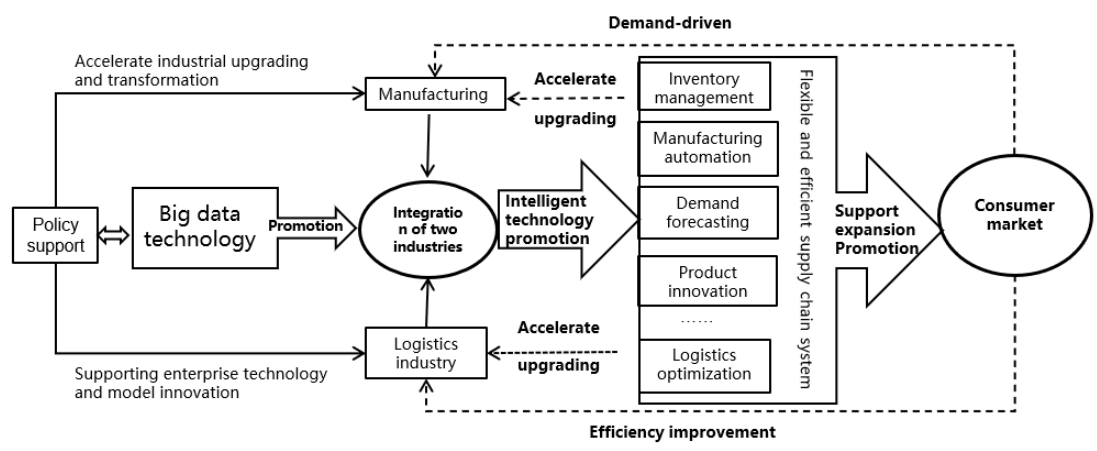 Demand-driven
Accelerate industrial upgrading
and transformation
Manufacturing
Accelerate
upgrading
Inventory
management
Manufacturing
automation
Demand
forecasting
Product
innovation
……
Logistics
optimization
Flexible and efficient supply chain system
Policy
support
Big data
technology
Promotion
Integratio
n of two
industries
Intelligent
technology
promotion
Support
expansion
Promotion
Consumer
market
Logistics
industry
Accelerate
upgrading
Supporting enterprise technology
and model innovation
Efficiency improvement